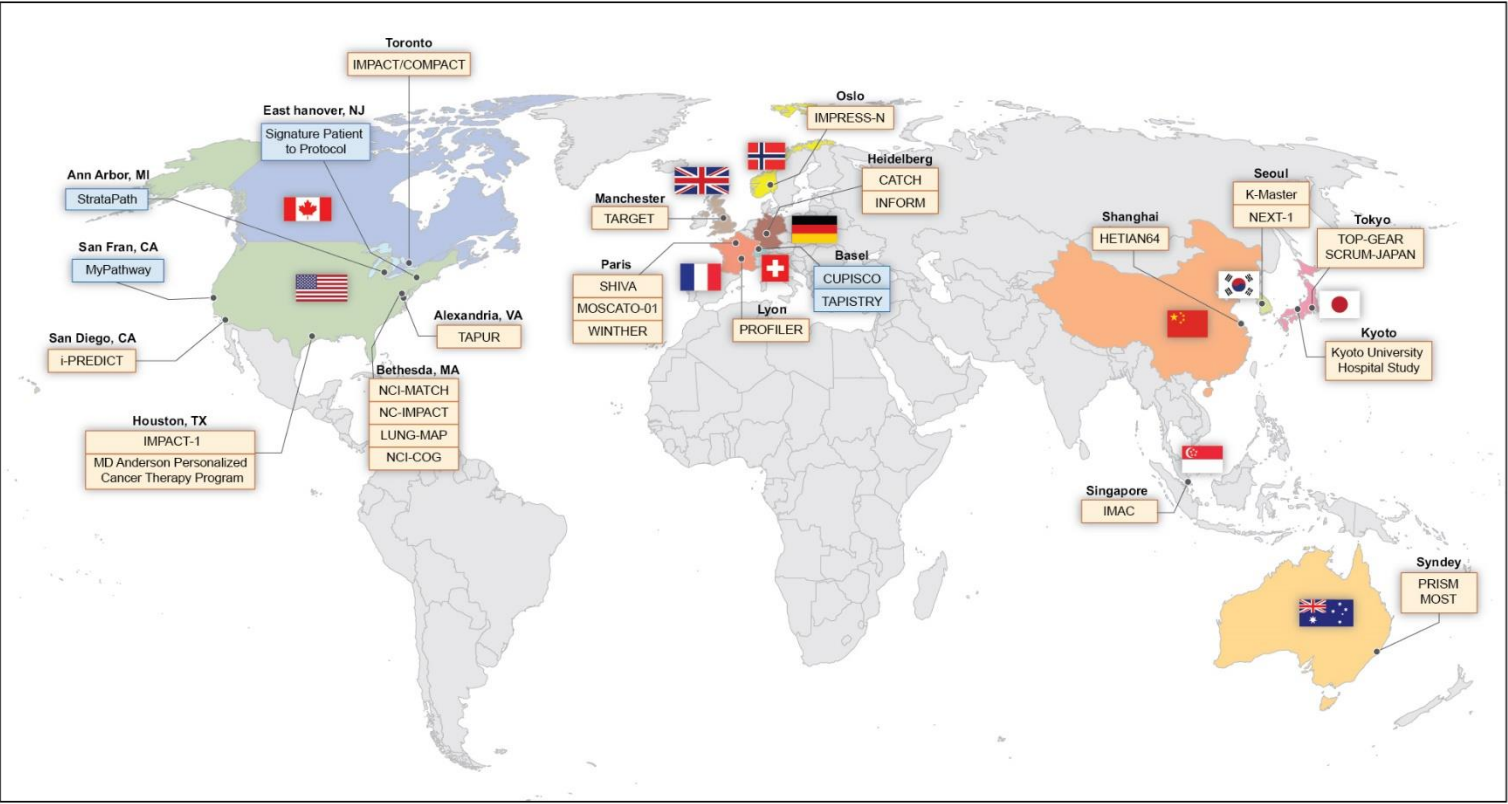 Toronto
IMPACT/COMPACT
East hanover, NJ
Signature Patient
to Protocol
Ann Arbor, MI
StrataPath
San Fran, CA
MyPathway
San Diego, CA
i-PREDICT
Houston, TX
IMPACT-1
MD Anderson Personalized
Cancer Therapy Program
Alexandria, VA
TAPUR
Bethesda, MA
NCI-MATCH
NC-IMPACT
LUNG-MAP
NCI-COG
Oslo
IMPRESS-N
Heidelberg
CATCH
INFORM
Manchester
TARGET
Paris
SHIVA
MOSCATO-01
WINTHER
Lyon
PROFILER
Basel
CUPISCO
TAPISTRY
Shanghai
HETIAN64
Seoul
K-Master
NEXT-1
Tokyo
TOP-GEAR
SCRUM-JAPAN
Kyoto
Kyoto University
Hospital Study
Singapore
IMAC
Syndey
PRISM
MOST